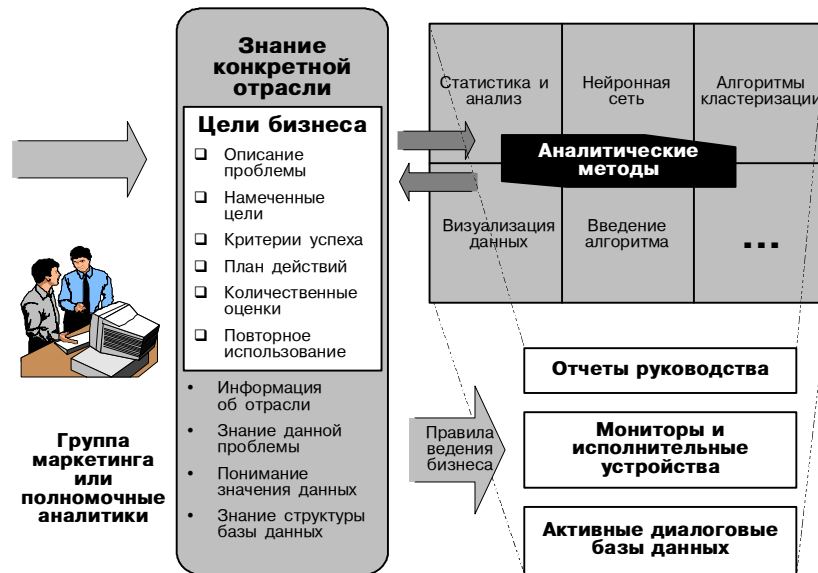 Знание
конкретной
отрасли
Цели бизнеса
❑ Описание
проблемы
❑ Намеченные
цели
❑ Критерии успеха
❑ План действий
❑ Количественные
оценки
❑ Повторное
использование
• Информация
об отрасли
• Знание данной
проблемы
• Понимание
значения данных
• Знание структуры
базы данных
Группа
маркетинга
или
полномочные
аналитики
Статистика и
анализ
Нейронная
сеть
Алгоритмы
кластеризации
Аналитические
методы
Визуализация
данных
Введение
алгоритма
...
Правила
ведения
бизнеса
Отчеты руководства
Мониторы и
исполнительные
устройства
Активные диалоговые
базы данных